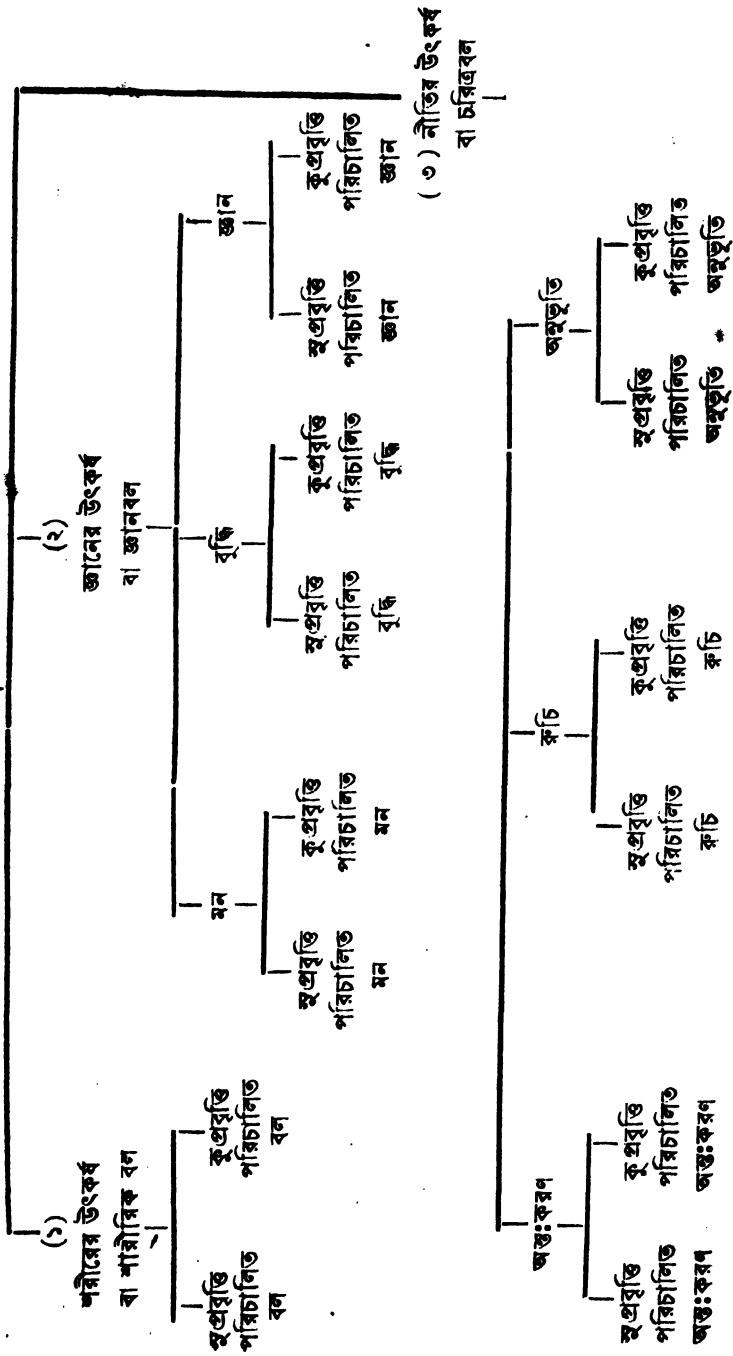 (১)
শরীরের উৎকর্ষ
বা শারীরিক বল
সুপ্রবৃত্তি
পরিচালিত
বল
কুপ্রবৃত্তি
পরিচালিত
বল
(২)
জ্ঞানের উৎকর্ষ
বা জ্ঞানবল
মন
সুপ্রবৃত্তি
পরিচালিত
মন
কুপ্রবৃত্তি
পরিচালিত
মন
বুদ্ধি
সুপ্রবৃত্তি
পরিচালিত
বুদ্ধি
কুপ্রবৃত্তি
পরিচালিত
বুদ্ধি
জ্ঞান
সুপ্রবৃত্তি
পরিচালিত
জ্ঞান
কুপ্রবৃত্তি
পরিচালিত
জ্ঞান
(৩) নীতির উৎকর্ষ
বা চরিত্রবল
অন্তঃকরণ
সুপ্রবৃত্তি
পরিচালিত
অন্তঃকরণ
কুপ্রবৃত্তি
পরিচালিত
অন্তঃকরণ
রুচি
সুপ্রবৃত্তি
পরিচালিত
রুচি
কুপ্রবৃত্তি
পরিচালিত
রুচি
অনুভূতি
সুপ্রবৃত্তি
পরিচালিত
অনুভূতি
কুপ্রবৃত্তি
পরিচালিত
অনুভূতি